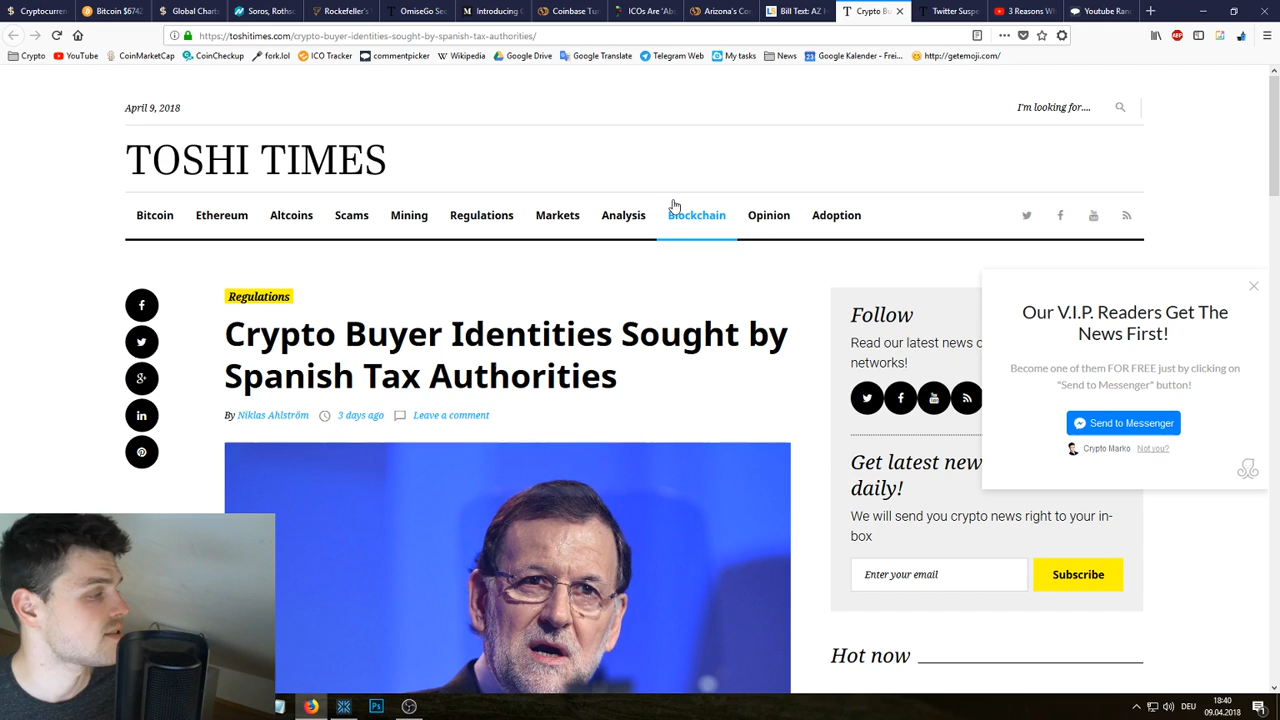 Cryptocurren
Bitcoin $6742
Global Charts
Soros, Rothsc
Rockefeller's
OmiseGo Se
Introducing
Coinbase Tu
ICOs Are 'Ab
Arizona's Co
Bill Text: AZ H
Crypto Bu
Twitter Suspe
3 Reasons W
Youtube Ran
https://toshitimes.com/crypto-buyer-identities-sought-by-spanish-tax-authorities/
Crypto YouTube CoinMarketCap CoinCheckup fork.lol ICO Tracker commentpicker Wikipedia Google Drive Google Translate Telegram Web My tasks News Google Kalender - Frei... http://getemoji.com/
April 9, 2018
I'm looking for....
TOSHI TIMES
Bitcoin Ethereum Altcoins Scams Mining Regulations Markets Analysis Blockchain Opinion Adoption
Regulations
Crypto Buyer Identities Sought by
Spanish Tax Authorities
By Niklas Ahlström 3 days ago Leave a comment
Follow
Read our latest news
networks!
Get latest new
daily!
We will send you crypto news right to your in-
box
Enter your email
Subscribe
Hot now
Our V.I.P. Readers Get The
News First!
Become one of them FOR FREE just by clicking on
"Send to Messenger" button!
Send to Messenger
Crypto Marko Not you?
Ps
DEU
18:40
09.04.2018